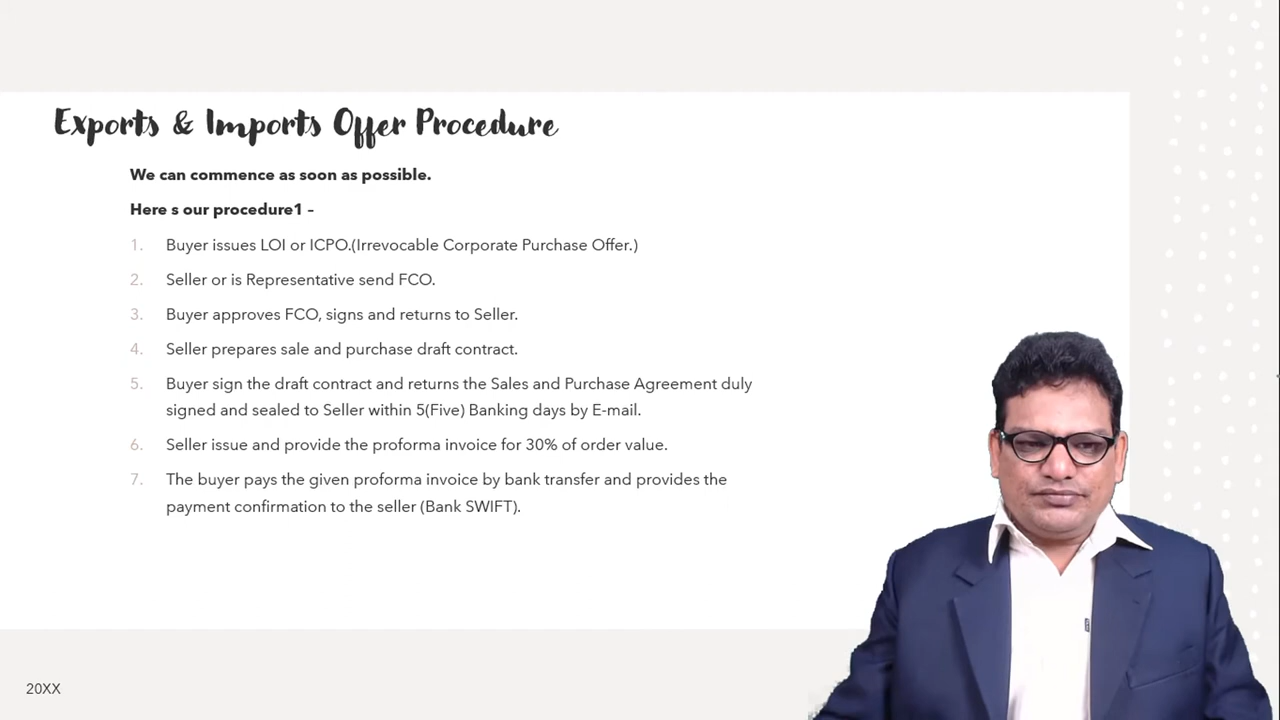 Exports & Imports Offer Procedure
We can commence as soon as possible.
Here s our procedure1 –
1. Buyer issues LOI or ICPO.(Irrevocable Corporate Purchase Offer.)
2. Seller or is Representative send FCO.
3. Buyer approves FCO, signs and returns to Seller.
4. Seller prepares sale and purchase draft contract.
5. Buyer sign the draft contract and returns the Sales and Purchase Agreement duly
signed and sealed to Seller within 5(Five) Banking days by E-mail.
6. Seller issue and provide the proforma invoice for 30% of order value.
7. The buyer pays the given proforma invoice by bank transfer and provides the
payment confirmation to the seller (Bank SWIFT).
20XX